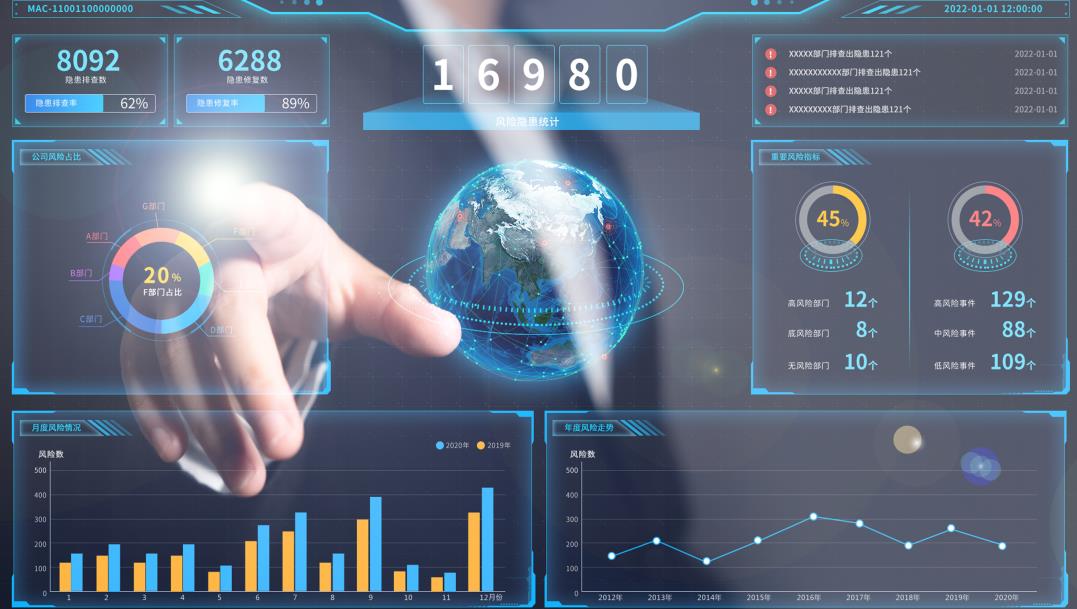 MAC-11001100000000
2022-01-01 12:00:00
8092
隐患排查数
隐患排查率 62%
6288
隐患修复数
隐患修复率 89%
16980
风险隐患统计
XXXXX部门排查出隐患121个 2022-01-01
XXXXXXXXXX部门排查出隐患121个 2022-01-01
XXXXX部门排查出隐患121个 2022-01-01
XXXXXXXXX部门排查出隐患121个 2022-01-01
公司风险占比
G部门
A部门
F部门
B部门
20%
F部门占比
C部门
D部门
重要风险指标
45%
42%
高风险部门 12个
底风险部门 8个
无风险部门 10个
高风险事件 129个
中风险事件 88个
低风险事件 109个
月度风险情况
2020年 2019年
风险数
500
400
300
200
100
0
1 2 3 4 5 6 7 8 9 10 11 12月份
年度风险走势
风险数
500
400
300
200
100
0
2012年 2013年 2014年 2015年 2016年 2017年 2018年 2019年 2020年